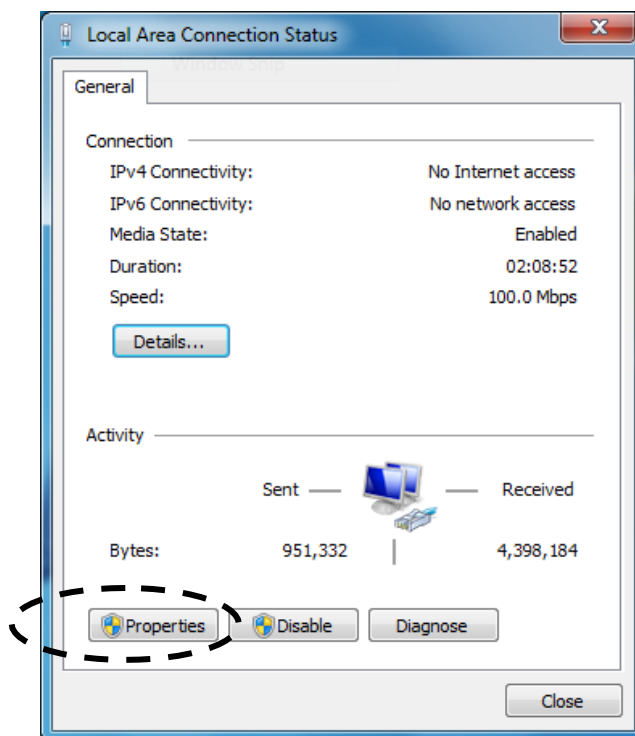 Local Area Connection Status
Window Snip
General
Connection
IPv4 Connectivity: No Internet access
IPv6 Connectivity: No network access
Media State: Enabled
Duration: 02:08:52
Speed: 100.0 Mbps
Details...
Activity
Sent Received
Bytes: 951,332 4,398,184
Properties Disable Diagnose
Close